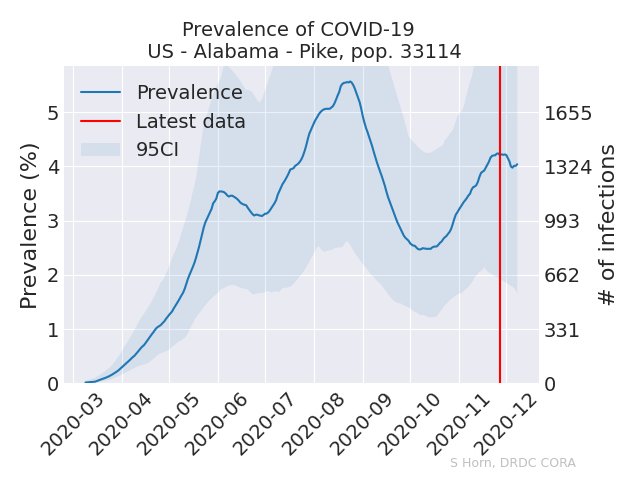 Prevalence of COVID-19
US - Alabama - Pike, pop. 33114
Prevalence
Latest data
95CI
Prevalence (%)
5
4
3
2
1
0
1655
1324
993
662
331
0
# of infections
2020-03
2020-04
2020-05
2020-06
2020-07
2020-08
2020-09
2020-10
2020-11
2020-12
S Horn, DRDC CORA